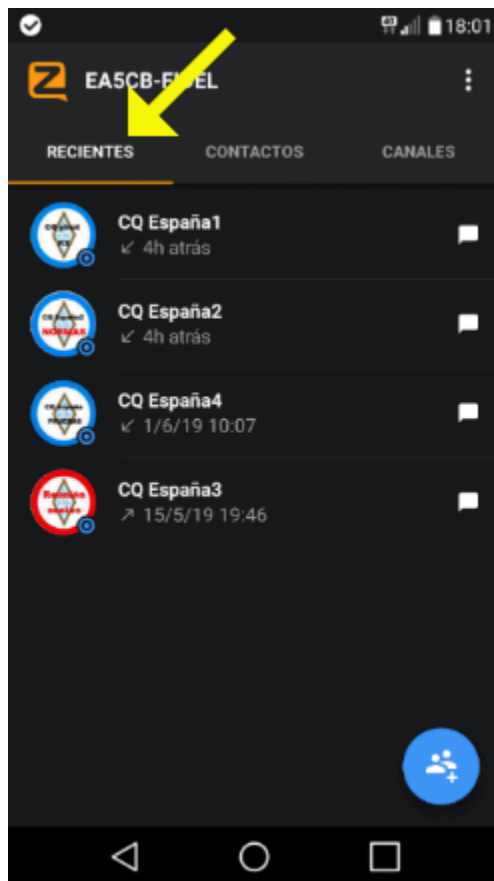 18:01
EA5CB-FIDEL
RECIENTES CONTACTOS CANALES
CQ España1
4h atrás
CQ España2
4h atrás
NORMAS
CQ España4
1/6/19 10:07
CQ España3
15/5/19 19:46